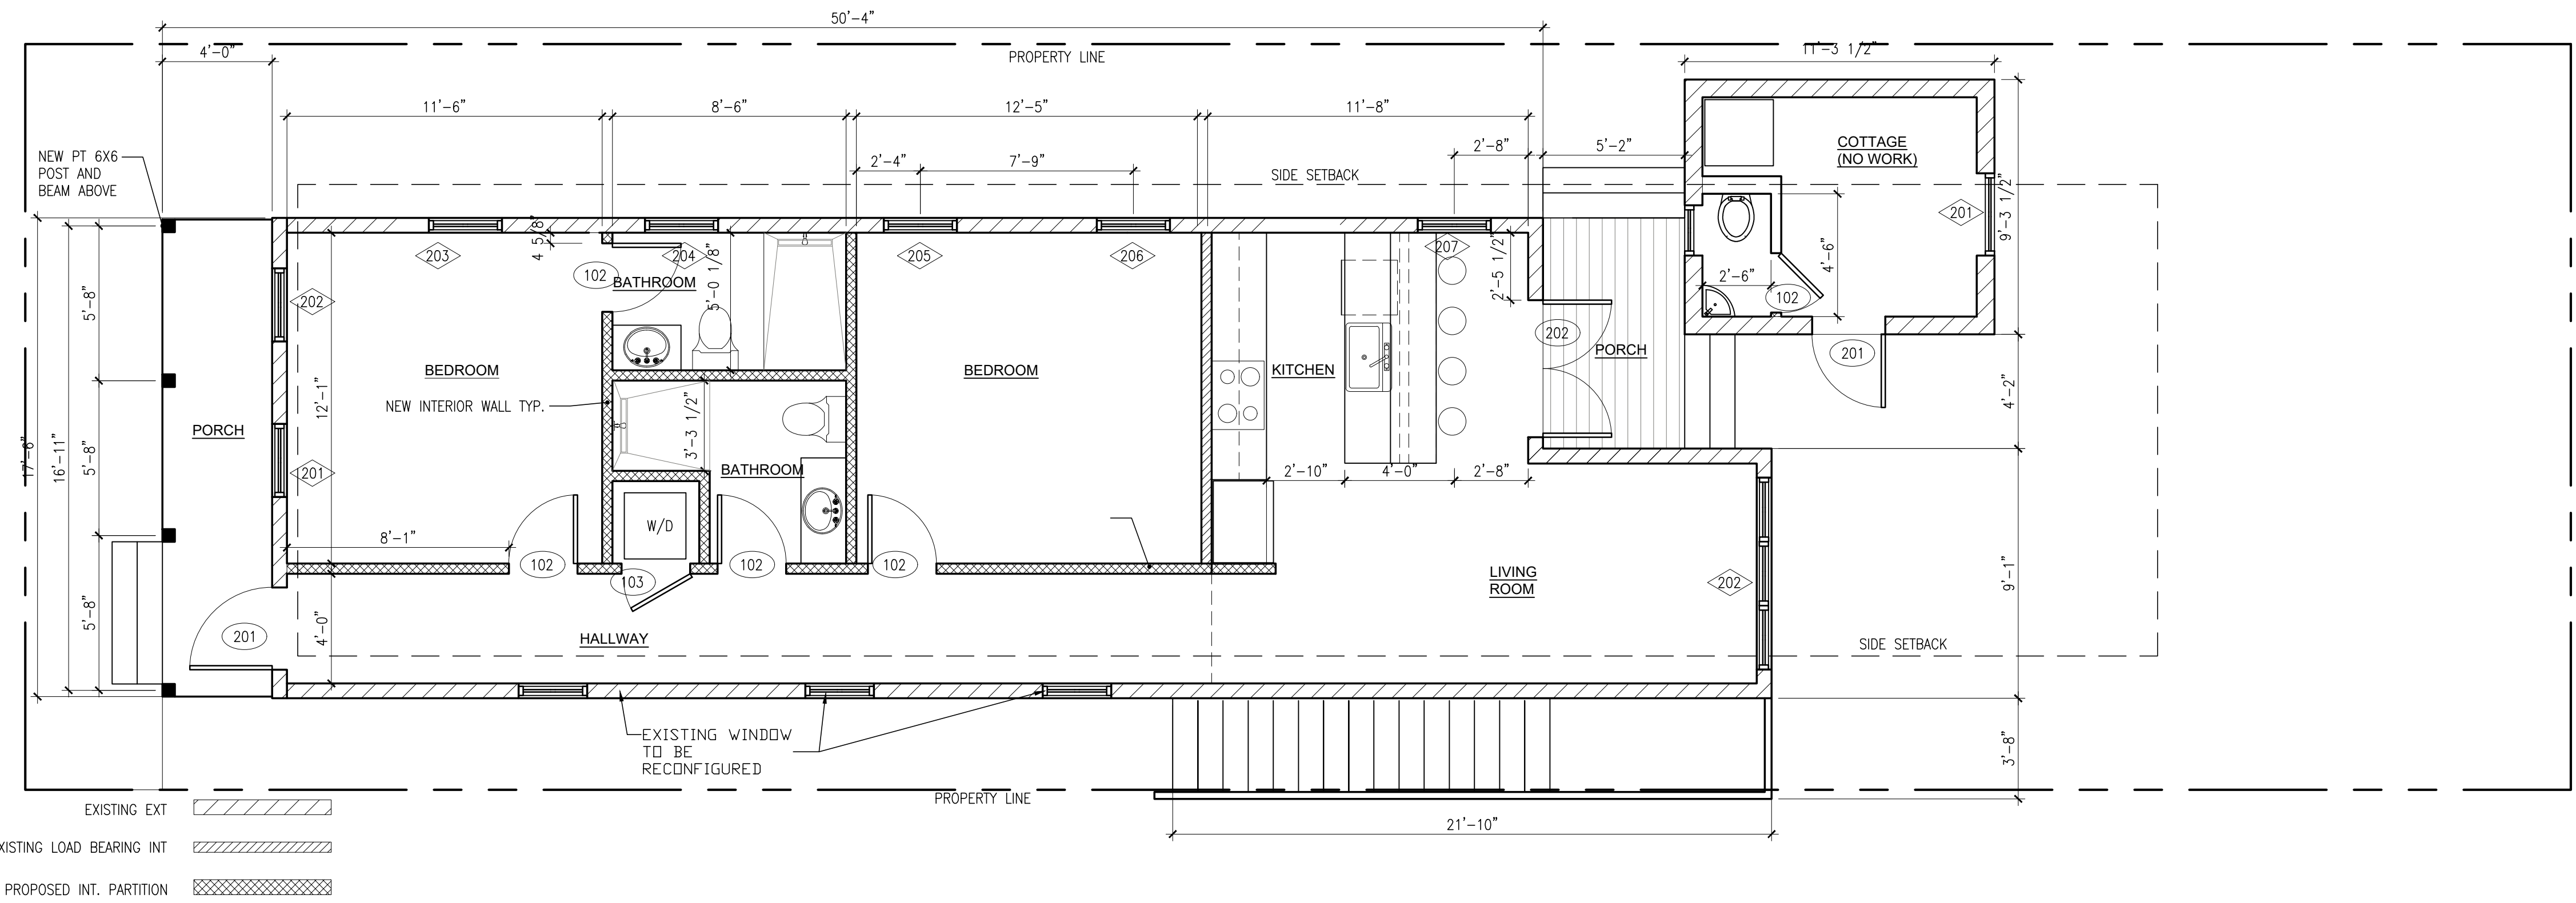 50'-4"
4'-0"
PROPERTY LINE
11'-3 1/2"
11'-6"
8'-6"
12'-5"
11'-8"
NEW PT 6X6
POST AND
BEAM ABOVE
2'-4"
7'-9"
2'-8"
5'-2"
COTTAGE
(NO WORK)
SIDE SETBACK
201
9'-3 1/2"
4 5/8"
203
204
205
206
207
102
BATHROOM
5'-0 1/8"
2'-5 1/2"
4'-6"
2'-6"
102
202
5'-8"
202
PORCH
201
BEDROOM
BEDROOM
KITCHEN
12'-1"
NEW INTERIOR WALL TYP.
3'-3 1/2"
4'-2"
PORCH
17'-6"
16'-11"
5'-8"
201
BATHROOM
2'-10"
4'-0"
2'-8"
W/D
8'-1"
102
103
102
102
LIVING
ROOM
202
9'-1"
5'-8"
4'-0"
201
HALLWAY
SIDE SETBACK
EXISTING WINDOW
TO BE
RECONFIGURED
3'-8"
PROPERTY LINE
21'-10"
EXISTING EXT
XISTING LOAD BEARING INT
PROPOSED INT. PARTITION